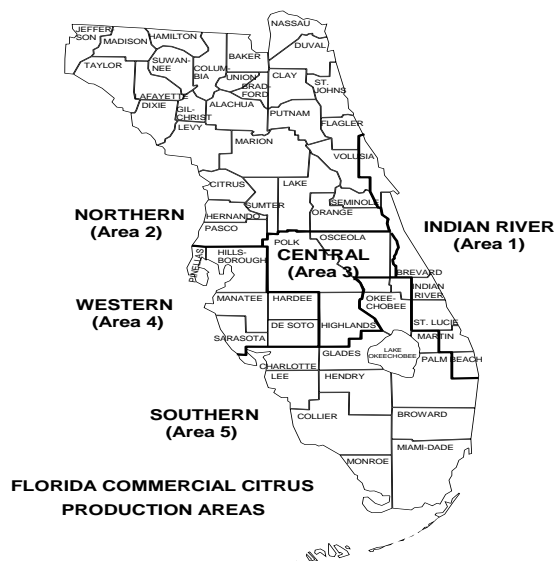 NASSAU
JEFFER
SON
HAMILTON
MADISON
DUVAL
BAKER
TAYLOR
SUWAN-
NEE
COLUM-
BIA
UNION
CLAY
BRAD-
FORD
ST.
JOHNS
LAFAYETTE
DIXIE
GIL-
CHRIST
ALACHUA
PUTNAM
LEVY
FLAGLER
MARION
VOLUSIA
CITRUS
LAKE
SUMTER
SEMINOLE
ORANGE
HERNANDO
NORTHERN
(Area 2)
PASCO
INDIAN RIVER
(Area 1)
OSCEOLA
POLK
CENTRAL
(Area 3)
PINELLAS
HILLS-
BOROUGH
BREVARD
INDIAN
RIVER
MANATEE
HARDEE
OKEE-
CHOBEE
WESTERN
(Area 4)
DE SOTO
HIGHLANDS
ST. LUCIE
SARASOTA
MARTIN
LAKE
OKEECHOBEE
GLADES
CHARLOTTE
PALM BEACH
LEE
HENDRY
SOUTHERN
(Area 5)
COLLIER
BROWARD
MIAMI-DADE
MONROE
FLORIDA COMMERCIAL CITRUS
PRODUCTION AREAS